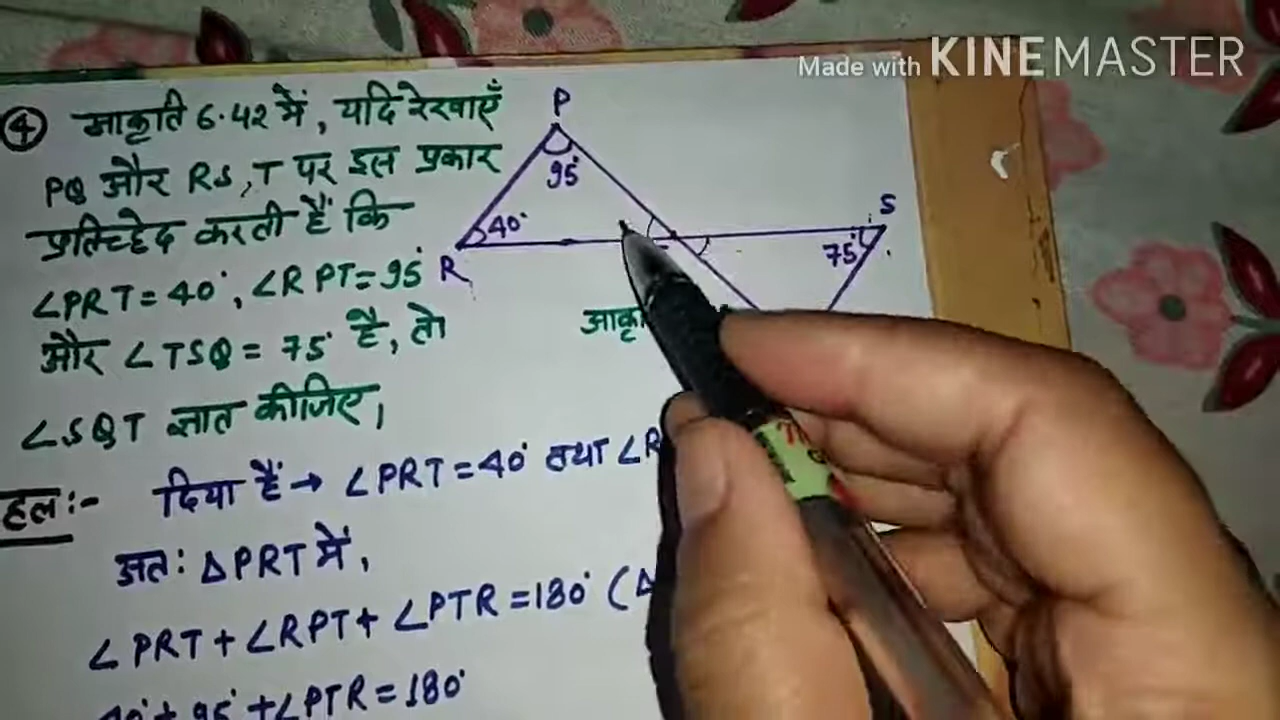 Made with KINEMASTER
④ आकृति 6.42 में, यदि रेखाएँ
PQ और RS, T पर इस प्रकार
प्रतिच्छेद करती हैं कि
∠PRT = 40°, ∠RPT = 95°
और ∠TSQ = 75° है, तो
∠SQT ज्ञात कीजिए,
P
95°
40°
R
S
75°
हल :- दिया हैं → ∠PRT = 40° तथा
अतः ΔPRT में,
∠PRT + ∠RPT + ∠PTR = 180° (Δ
40° + 95° + ∠PTR = 180°